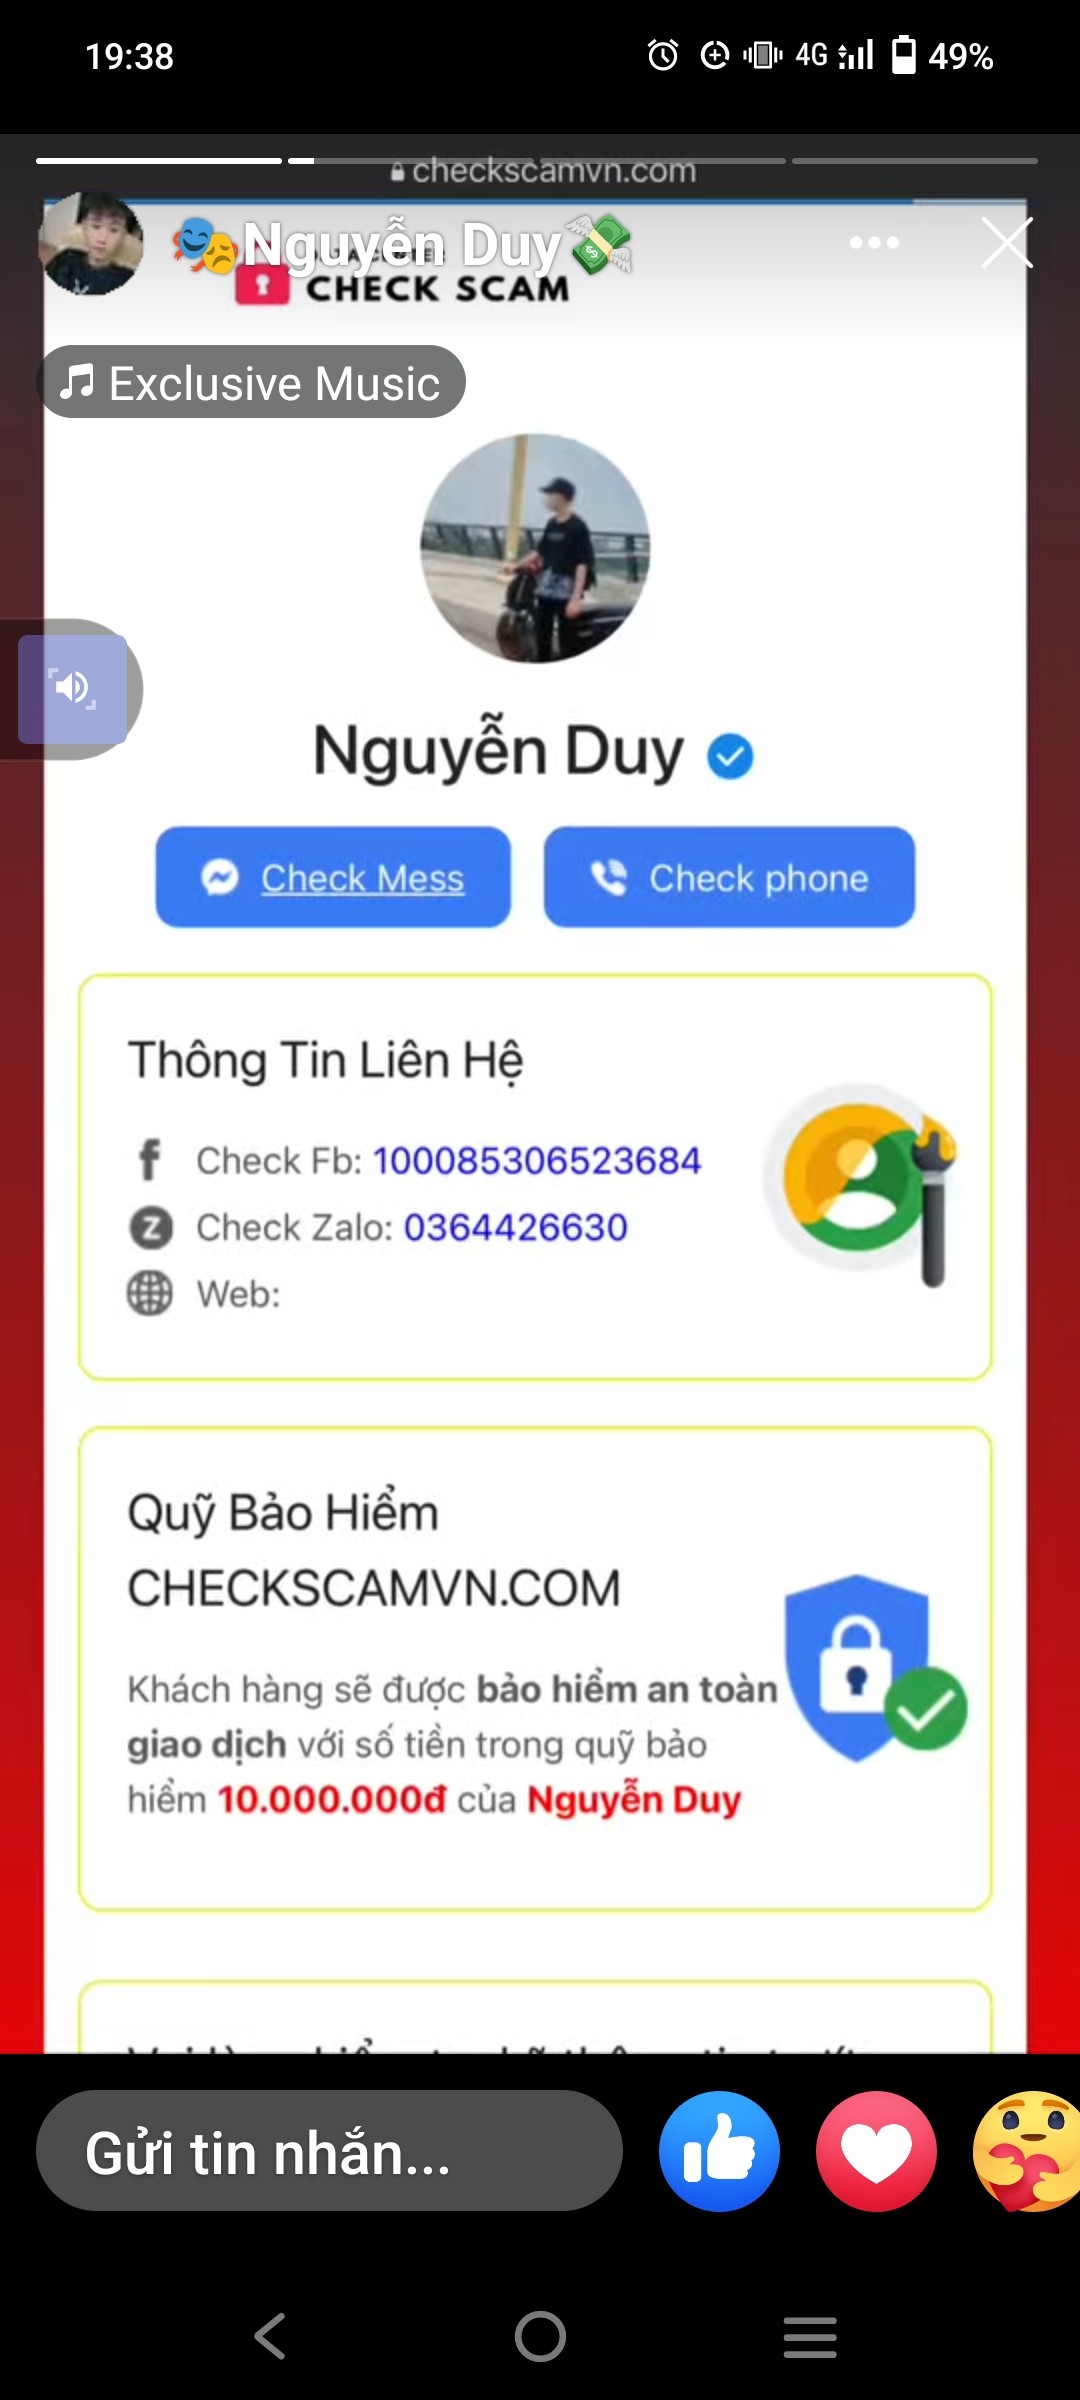 19:38
4G
49%
checkscamvn.com
Nguyễn Duy
CHECK SCAM
Exclusive Music
Nguyễn Duy
Check Mess
Check phone
Thông Tin Liên Hệ
Check Fb: 100085306523684
Z
Check Zalo: 0364426630
Web:
Quỹ Bảo Hiểm
CHECKSCAMVN.COM
Khách hàng sẽ được bảo hiểm an toàn
giao dịch với số tiền trong quỹ bảo
hiểm 10.000.000đ của Nguyễn Duy
Gửi tin nhắn...